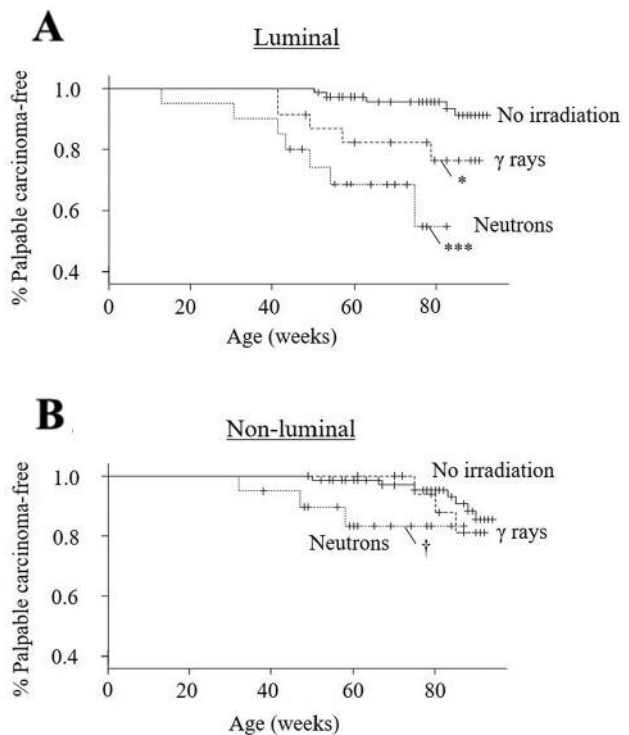 A
Luminal
% Palpable carcinoma-free
1.0
0.8
0.6
0.4
No irradiation
γ rays
*
Neutrons
***
0 20 40 60 80
Age (weeks)
B
Non-luminal
% Palpable carcinoma-free
1.0
0.8
0.6
0.4
No irradiation
γ rays
Neutrons
†
0 20 40 60 80
Age (weeks)